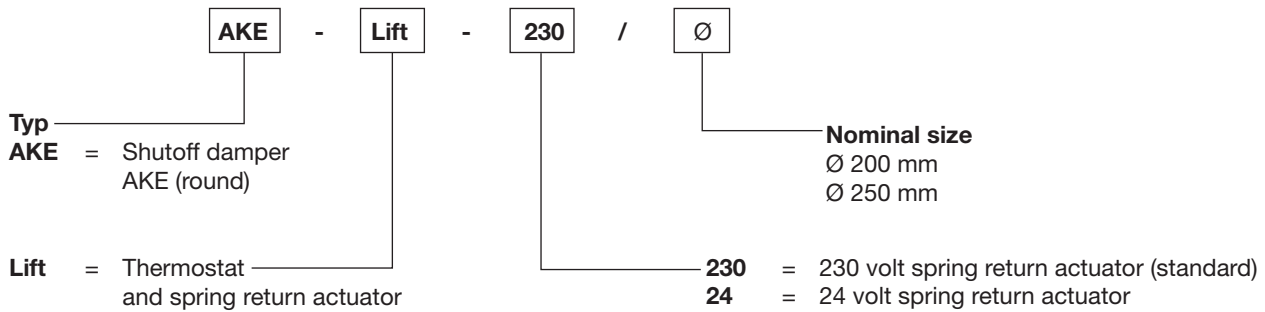 AKE - Lift - 230 / Ø
Typ
AKE = Shutoff damper
AKE (round)
Nominal size
Ø 200 mm
Ø 250 mm
Lift = Thermostat
and spring return actuator
230 = 230 volt spring return actuator (standard)
24 = 24 volt spring return actuator